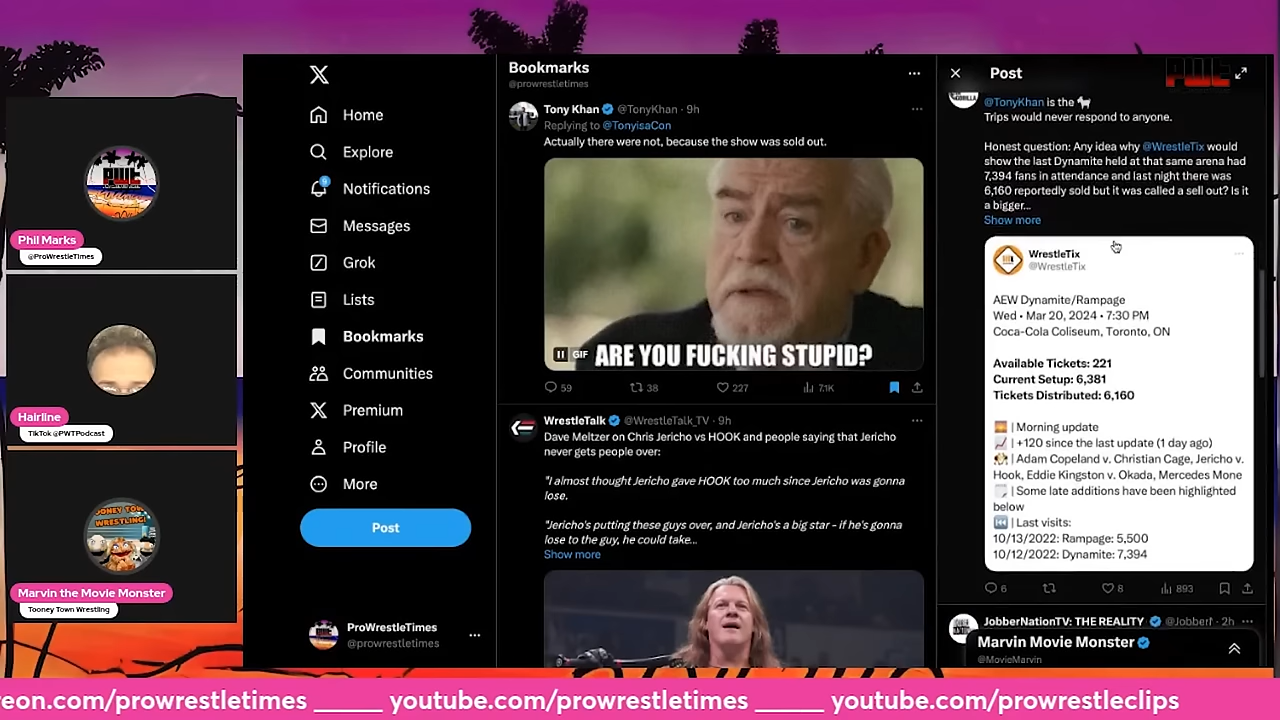 Phil Marks
@ProWrestleTimes
Hairline
TikTok @PWTPodcast
Marvin the Movie Monster
Tooney Town Wrestling
Home
Explore
Notifications
Messages
Grok
Lists
Bookmarks
Communities
Premium
Profile
More
Post
ProWrestleTimes
@prowrestletimes
Bookmarks
@prowrestletimes
Tony Khan @TonyKhan · 9h
Replying to @TonyisaCon
Actually there were not, because the show was sold out.
GIF
ARE YOU FUCKING STUPID?
59 38 227 7.1K
WrestleTalk @WrestleTalk_TV · 9h
Dave Meltzer on Chris Jericho vs HOOK and people saying that Jericho
never gets people over:
"I almost thought Jericho gave HOOK too much since Jericho was gonna
lose.
"Jericho's putting these guys over, and Jericho's a big star - if he's gonna
lose to the guy, he could take...
Show more
Post
PWT
@TonyKhan is the 🐐
Trips would never respond to anyone.
Honest question: Any idea why @WrestleTix would
show the last Dynamite held at that same arena had
7,394 fans in attendance and last night there was
6,160 reportedly sold but it was called a sell out? Is it
a bigger...
Show more
WrestleTix
@WrestleTix
AEW Dynamite/Rampage
Wed • Mar 20, 2024 • 7:30 PM
Coca-Cola Coliseum, Toronto, ON
Available Tickets: 221
Current Setup: 6,381
Tickets Distributed: 6,160
| Morning update
| +120 since the last update (1 day ago)
| Adam Copeland v. Christian Cage, Jericho v.
Hook, Eddie Kingston v. Okada, Mercedes Mone
| Some late additions have been highlighted
below
| Last visits:
10/13/2022: Rampage: 5,500
10/12/2022: Dynamite: 7,394
6 8 893
JobberNationTV: THE REALITY @Jobber · 2h
Marvin Movie Monster
@MovieMarvin
reon.com/prowrestletimes ______ youtube.com/prowrestletimes ______ youtube.com/prowrestleclips